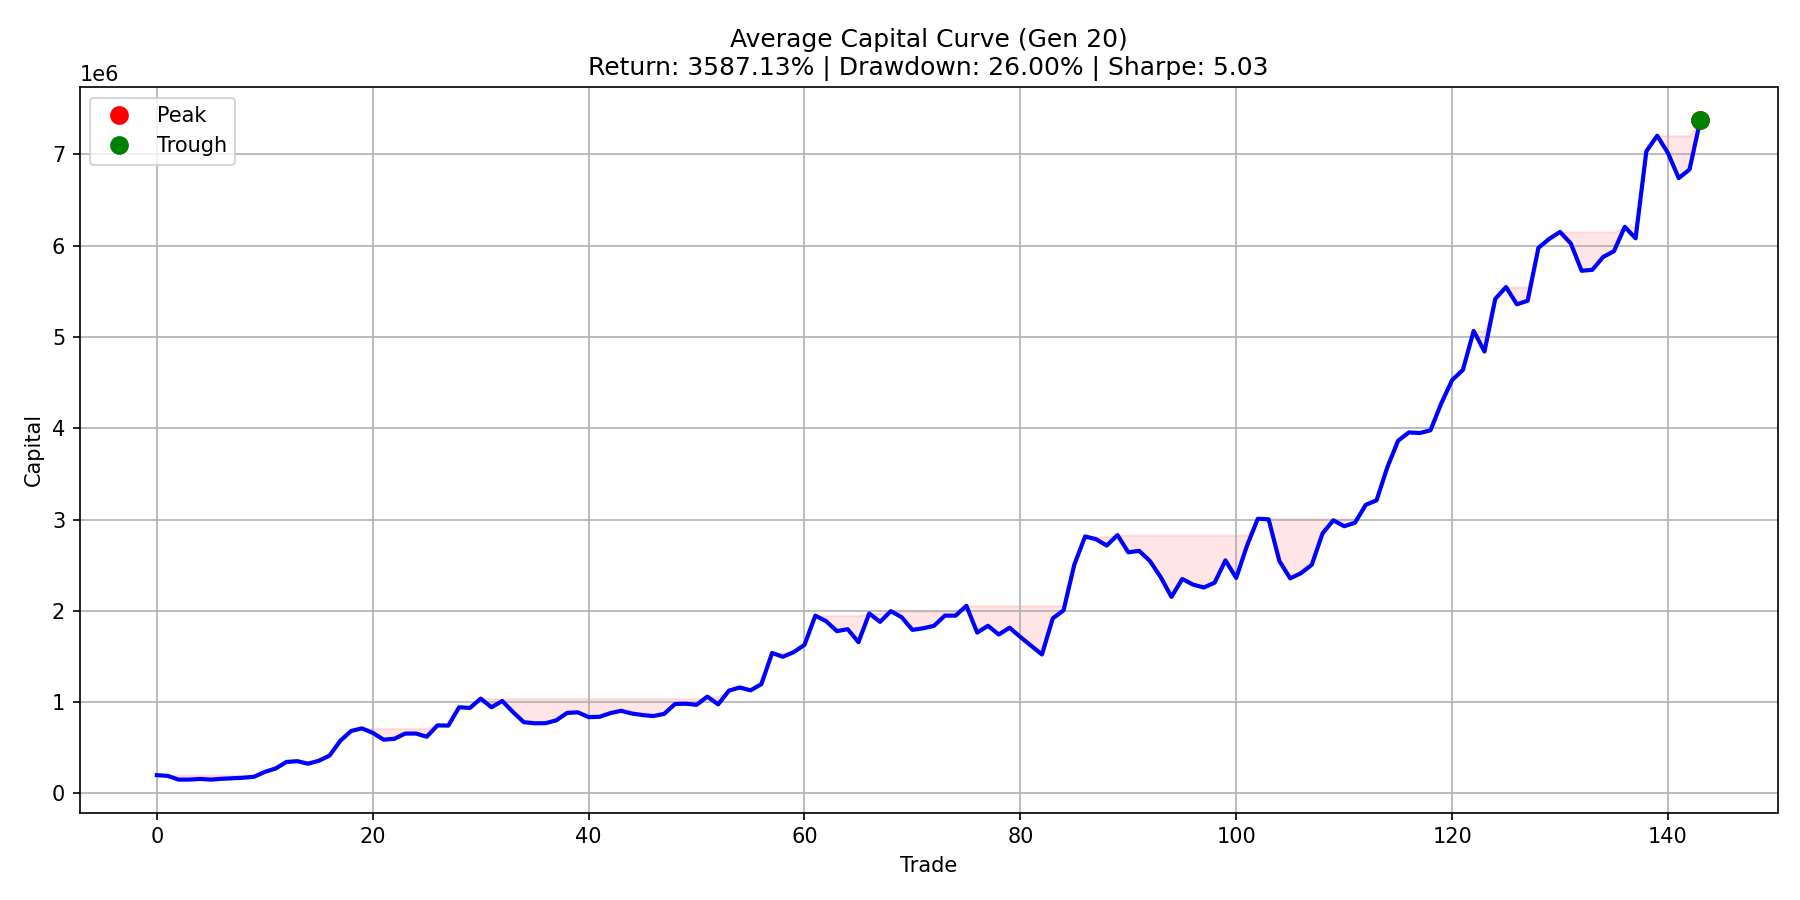 Average Capital Curve (Gen 20)
Return: 3587.13% | Drawdown: 26.00% | Sharpe: 5.03
1e6
Peak
Trough
7
6
5
4
3
2
1
0
Capital
0 20 40 60 80 100 120 140
Trade